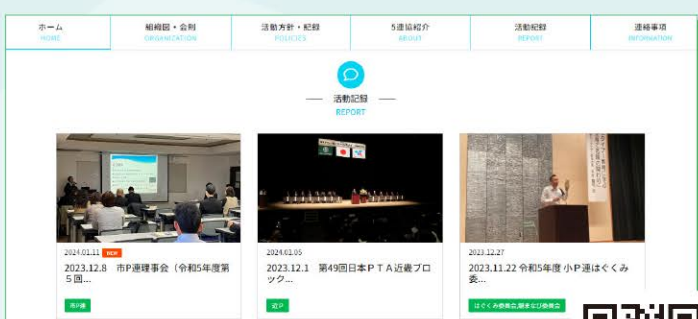 ホーム
HOME
組織図・会則
ORGANIZATION
活動方針・紀録
POLICIES
5連協紹介
ABOUT
活動紀録
REPORT
連絡事項
INFORMATION
活動記録
REPORT
2024.01.11 NEW
2023.12.8 市P連理事会（令和5年度第
5回...
市P連
2024.01.05
2023.12.1 第49回日本ＰＴＡ近畿ブロ
ック...
近P
2023.12.27
2023.11.22 令和5年度 小P連はぐくみ
委...
はぐくみ委員会,親まなび委員会